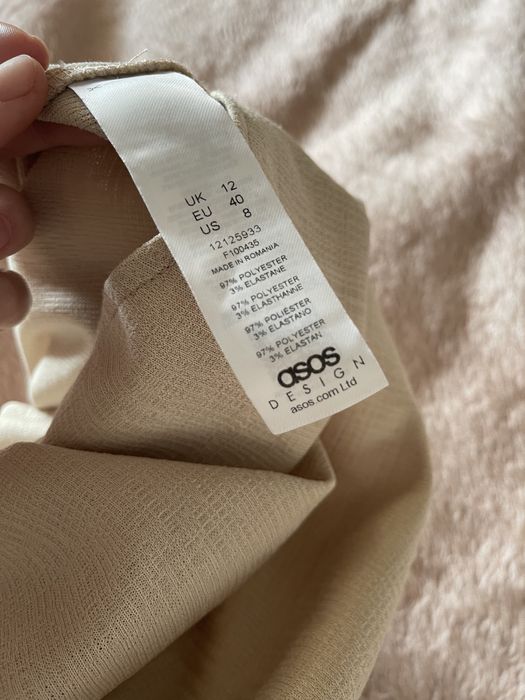 UK 12
EU 40
US 8
12125933
F100435
MADE IN ROMANIA
97% POLYESTER
3% ELASTANE
97% POLYESTER
3% ELASTHANNE
97% POLIESTER
3% ELASTANO
97% POLYESTER
3% ELASTAN
asos
DESIGN
asos.com Ltd